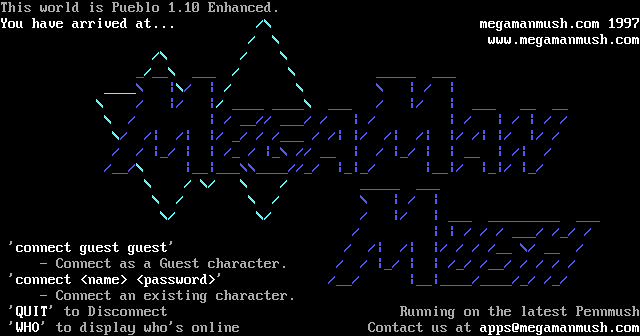 This world is Pueblo 1.10 Enhanced.
You have arrived at...
megamanmush.com 1997
www.megamanmush.com
MegaMan
Mush
'connect guest guest'
- Connect as a Guest character.
'connect <name> <password>'
- Connect an existing character.
'QUIT' to Disconnect
'WHO' to display who's online
Running on the latest Pennmush
Contact us at apps@megamanmush.com